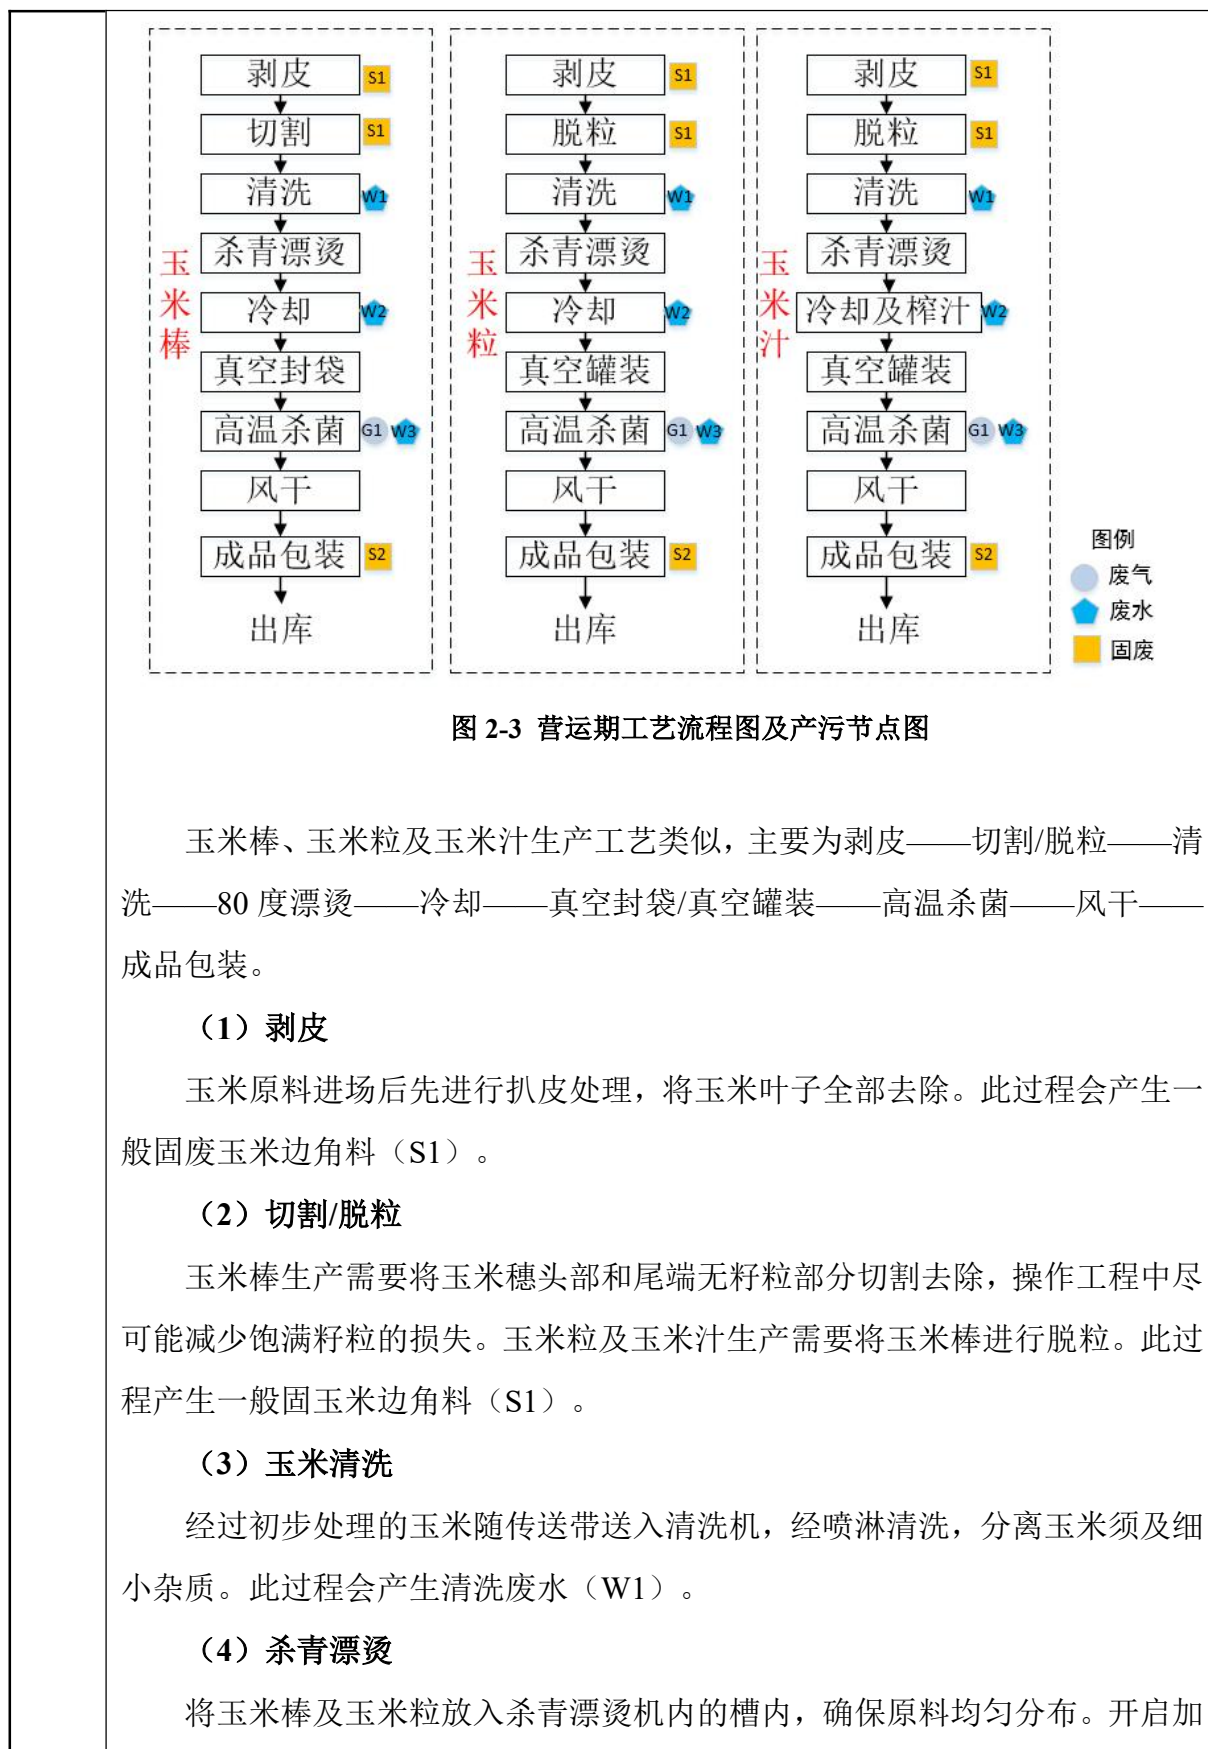 剥皮 S1
切割 S1
清洗 W1
杀青漂烫
冷却 W2
真空封袋
高温杀菌 G1 W3
风干
成品包装 S2
出库
玉米棒
剥皮 S1
脱粒 S1
清洗 W1
杀青漂烫
冷却 W2
真空罐装
高温杀菌 G1 W3
风干
成品包装 S2
出库
玉米粒
剥皮 S1
脱粒 S1
清洗 W1
杀青漂烫
冷却及榨汁 W2
真空罐装
高温杀菌 G1 W3
风干
成品包装 S2
出库
玉米汁
图例
废气
废水
固废
图 2-3 营运期工艺流程图及产污节点图
玉米棒、玉米粒及玉米汁生产工艺类似，主要为剥皮——切割/脱粒——清
洗——80 度漂烫——冷却——真空封袋/真空罐装——高温杀菌——风干——
成品包装。
（1）剥皮
玉米原料进场后先进行扒皮处理，将玉米叶子全部去除。此过程会产生一
般固废玉米边角料（S1）。
（2）切割/脱粒
玉米棒生产需要将玉米穗头部和尾端无籽粒部分切割去除，操作工程中尽
可能减少饱满籽粒的损失。玉米粒及玉米汁生产需要将玉米棒进行脱粒。此过
程产生一般固玉米边角料（S1）。
（3）玉米清洗
经过初步处理的玉米随传送带送入清洗机，经喷淋清洗，分离玉米须及细
小杂质。此过程会产生清洗废水（W1）。
（4）杀青漂烫
将玉米棒及玉米粒放入杀青漂烫机内的槽内，确保原料均匀分布。开启加